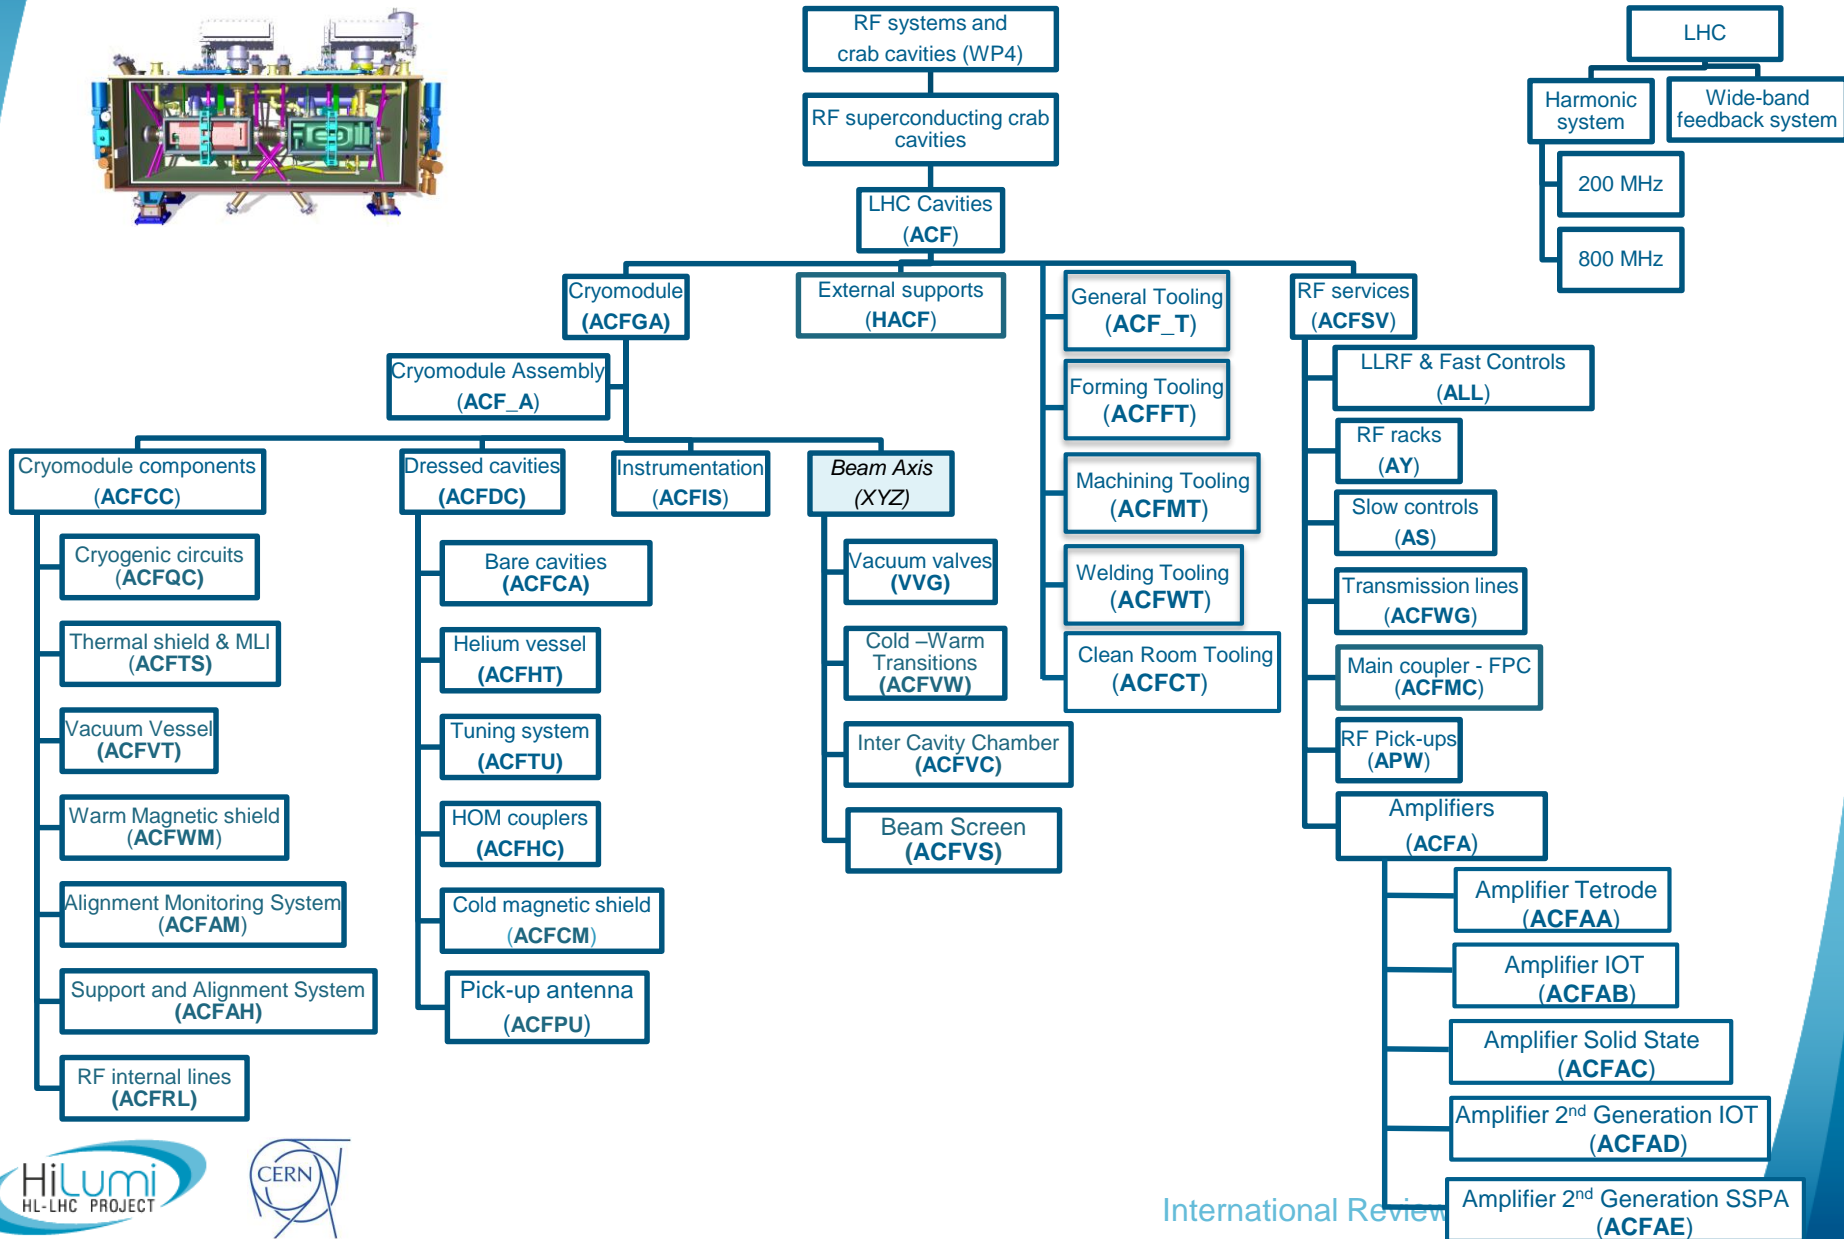 RF systems and
crab cavities (WP4)
RF superconducting crab
cavities
LHC Cavities
(ACF)
LHC
Harmonic
system
Wide-band
feedback system
200 MHz
800 MHz
Cryomodule
(ACFGA)
External supports
(HACF)
General Tooling
(ACF_T)
RF services
(ACFSV)
Cryomodule Assembly
(ACF_A)
Forming Tooling
(ACFFT)
Machining Tooling
(ACFMT)
Welding Tooling
(ACFWT)
Clean Room Tooling
(ACFCT)
LLRF & Fast Controls
(ALL)
RF racks
(AY)
Slow controls
(AS)
Transmission lines
(ACFWG)
Main coupler - FPC
(ACFMC)
RF Pick-ups
(APW)
Amplifiers
(ACFA)
Amplifier Tetrode
(ACFAA)
Amplifier IOT
(ACFAB)
Amplifier Solid State
(ACFAC)
Amplifier 2nd Generation IOT
(ACFAD)
Amplifier 2nd Generation SSPA
(ACFAE)
Cryomodule components
(ACFCC)
Cryogenic circuits
(ACFQC)
Thermal shield & MLI
(ACFTS)
Vacuum Vessel
(ACFVT)
Warm Magnetic shield
(ACFWM)
Alignment Monitoring System
(ACFAM)
Support and Alignment System
(ACFAH)
RF internal lines
(ACFRL)
Dressed cavities
(ACFDC)
Bare cavities
(ACFCA)
Helium vessel
(ACFHT)
Tuning system
(ACFTU)
HOM couplers
(ACFHC)
Cold magnetic shield
(ACFCM)
Pick-up antenna
(ACFPU)
Instrumentation
(ACFIS)
Beam Axis
(XYZ)
Vacuum valves
(VVG)
Cold –Warm
Transitions
(ACFVW)
Inter Cavity Chamber
(ACFVC)
Beam Screen
(ACFVS)
HiLumi
HL-LHC PROJECT
CERN
International Review